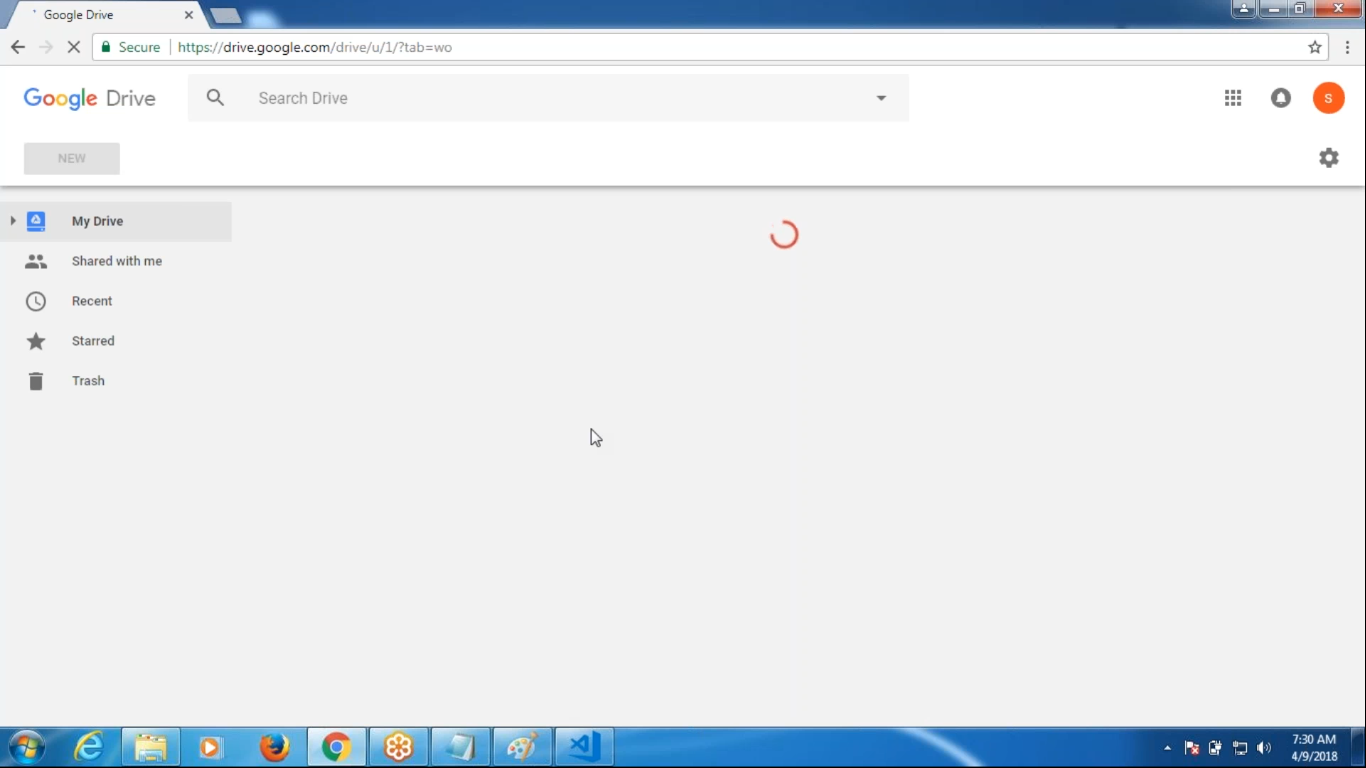 Google Drive
Secure
https://drive.google.com/drive/u/1/?tab=wo
Google Drive
Search Drive
S
NEW
My Drive
Shared with me
Recent
Starred
Trash
7:30 AM
4/9/2018